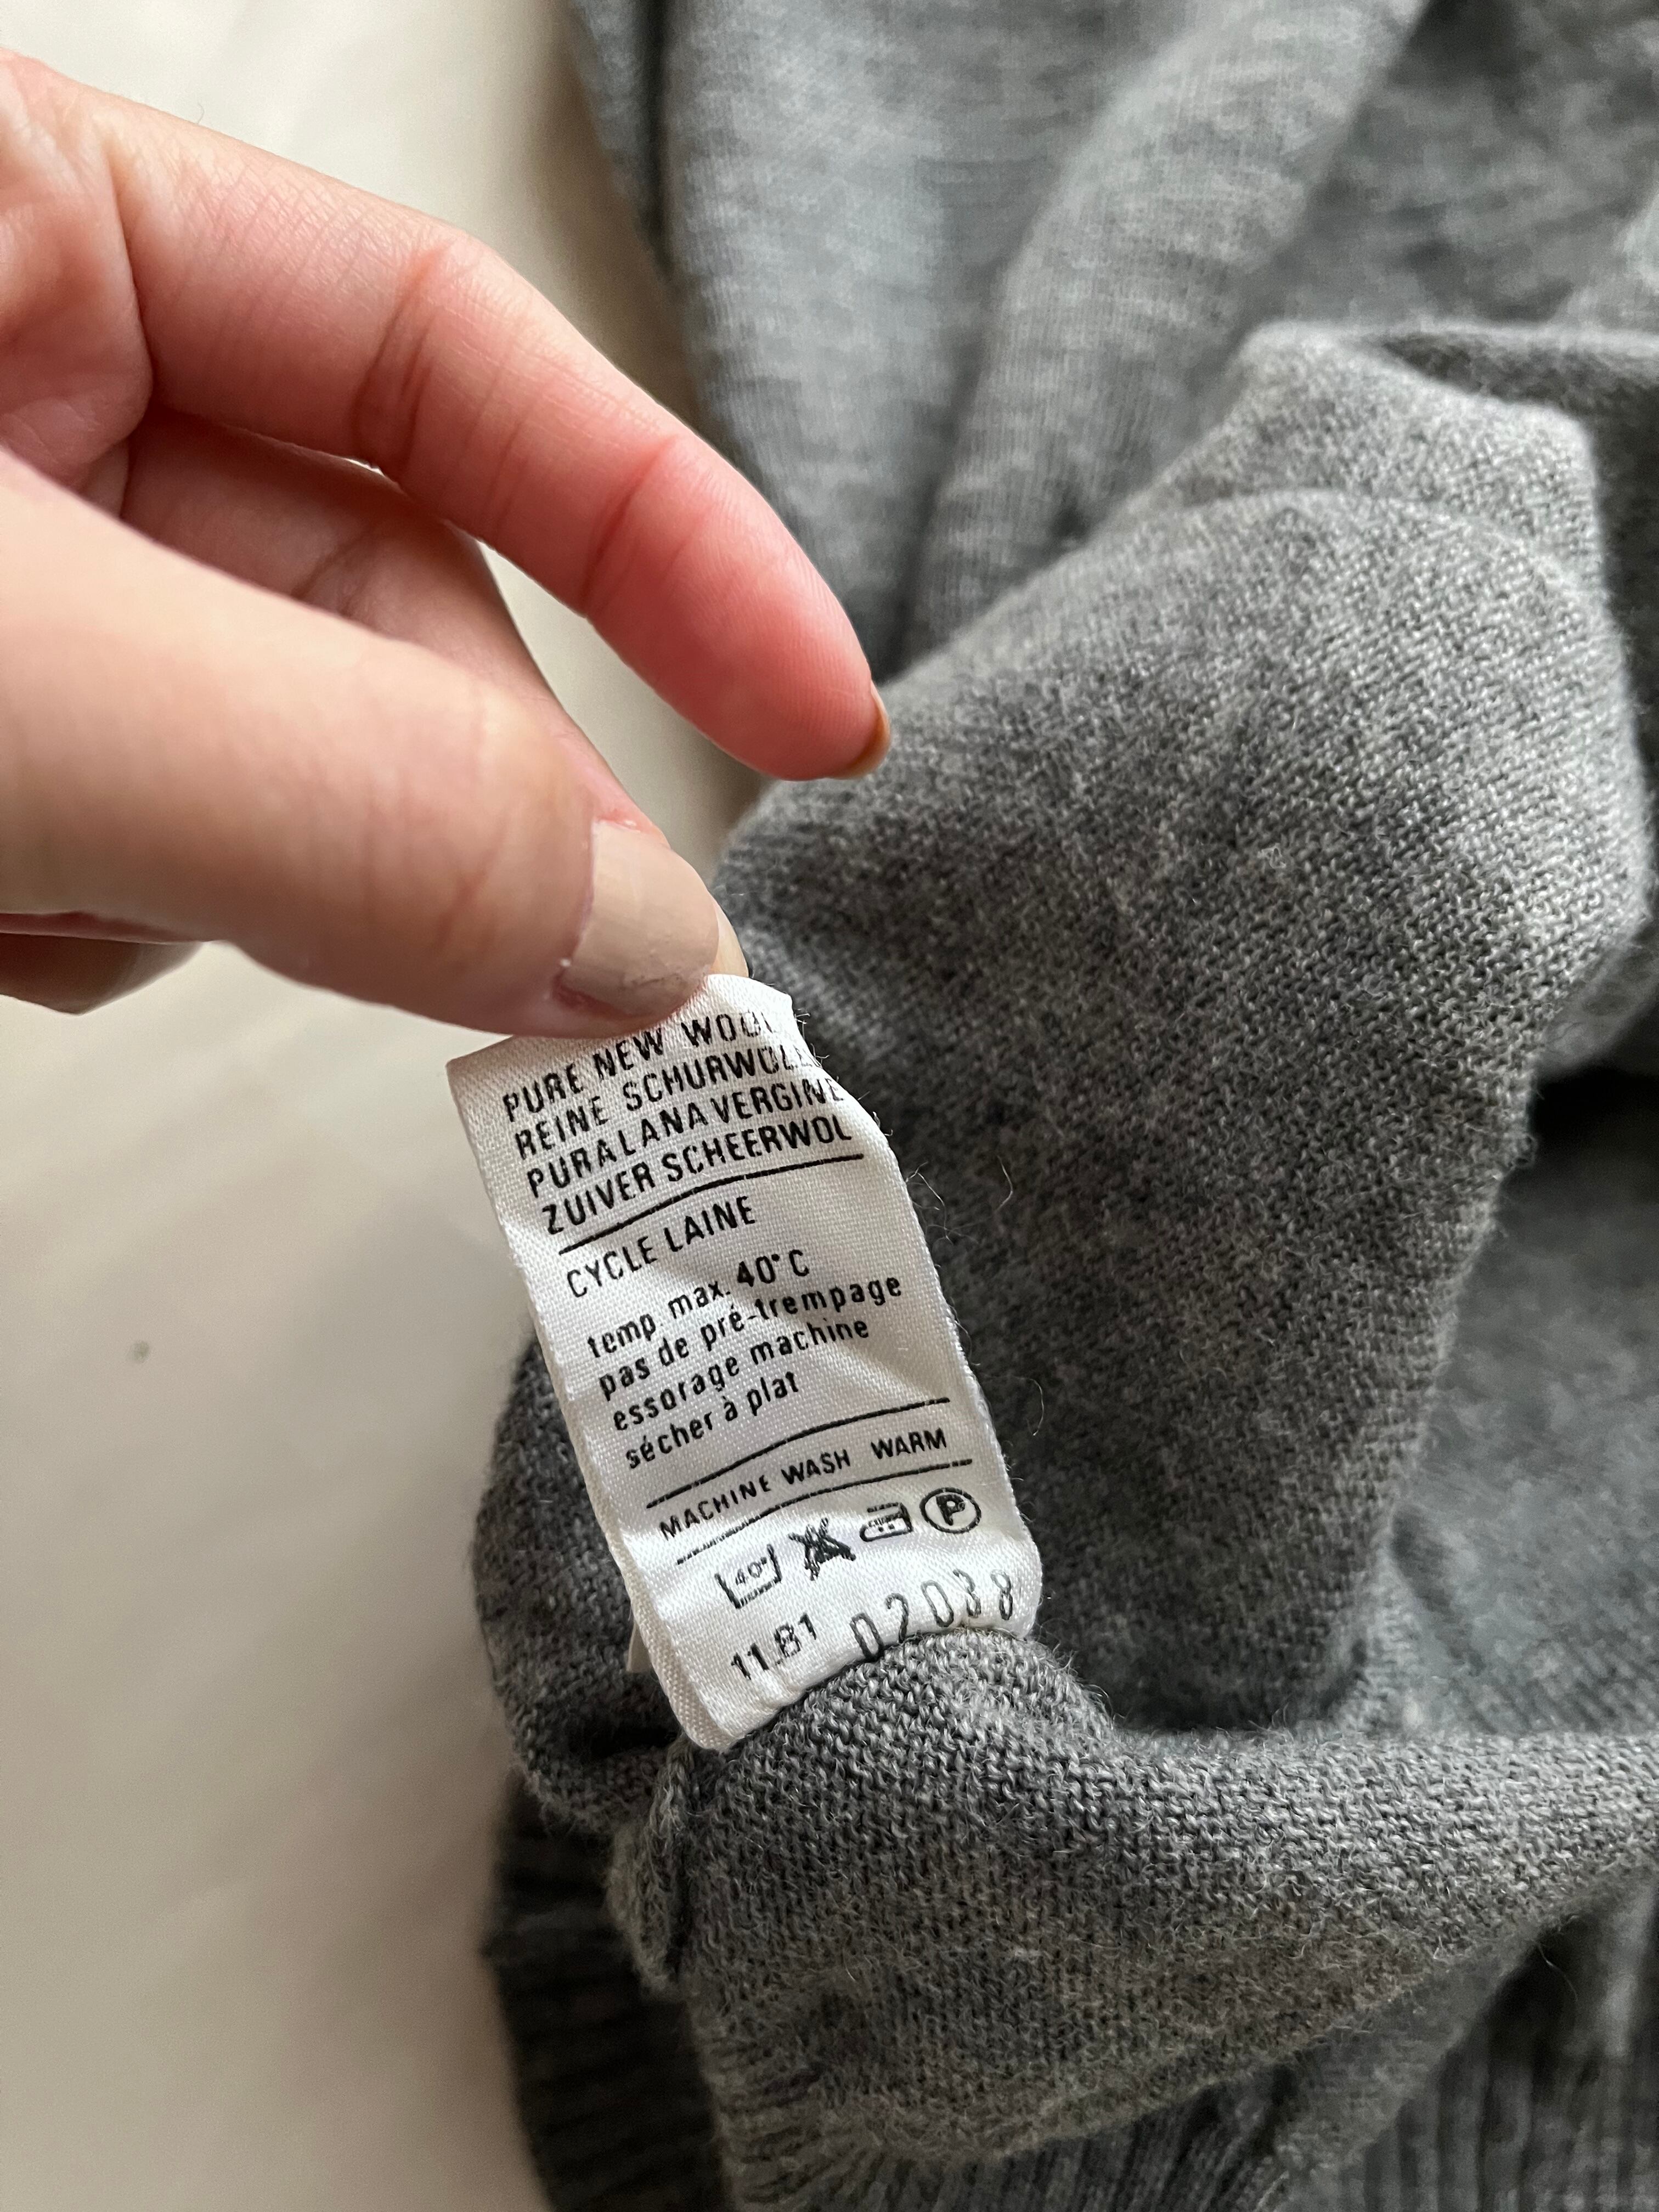 PURE NEW WOOL
REINE SCHURWOLLE
PURA LANA VERGINE
ZUIVER SCHEERWOL
CYCLE LAINE
temp. max. 40°C
pas de pré-trempage
essorage machine
sécher à plat
MACHINE WASH WARM
40° P
11.81 02038